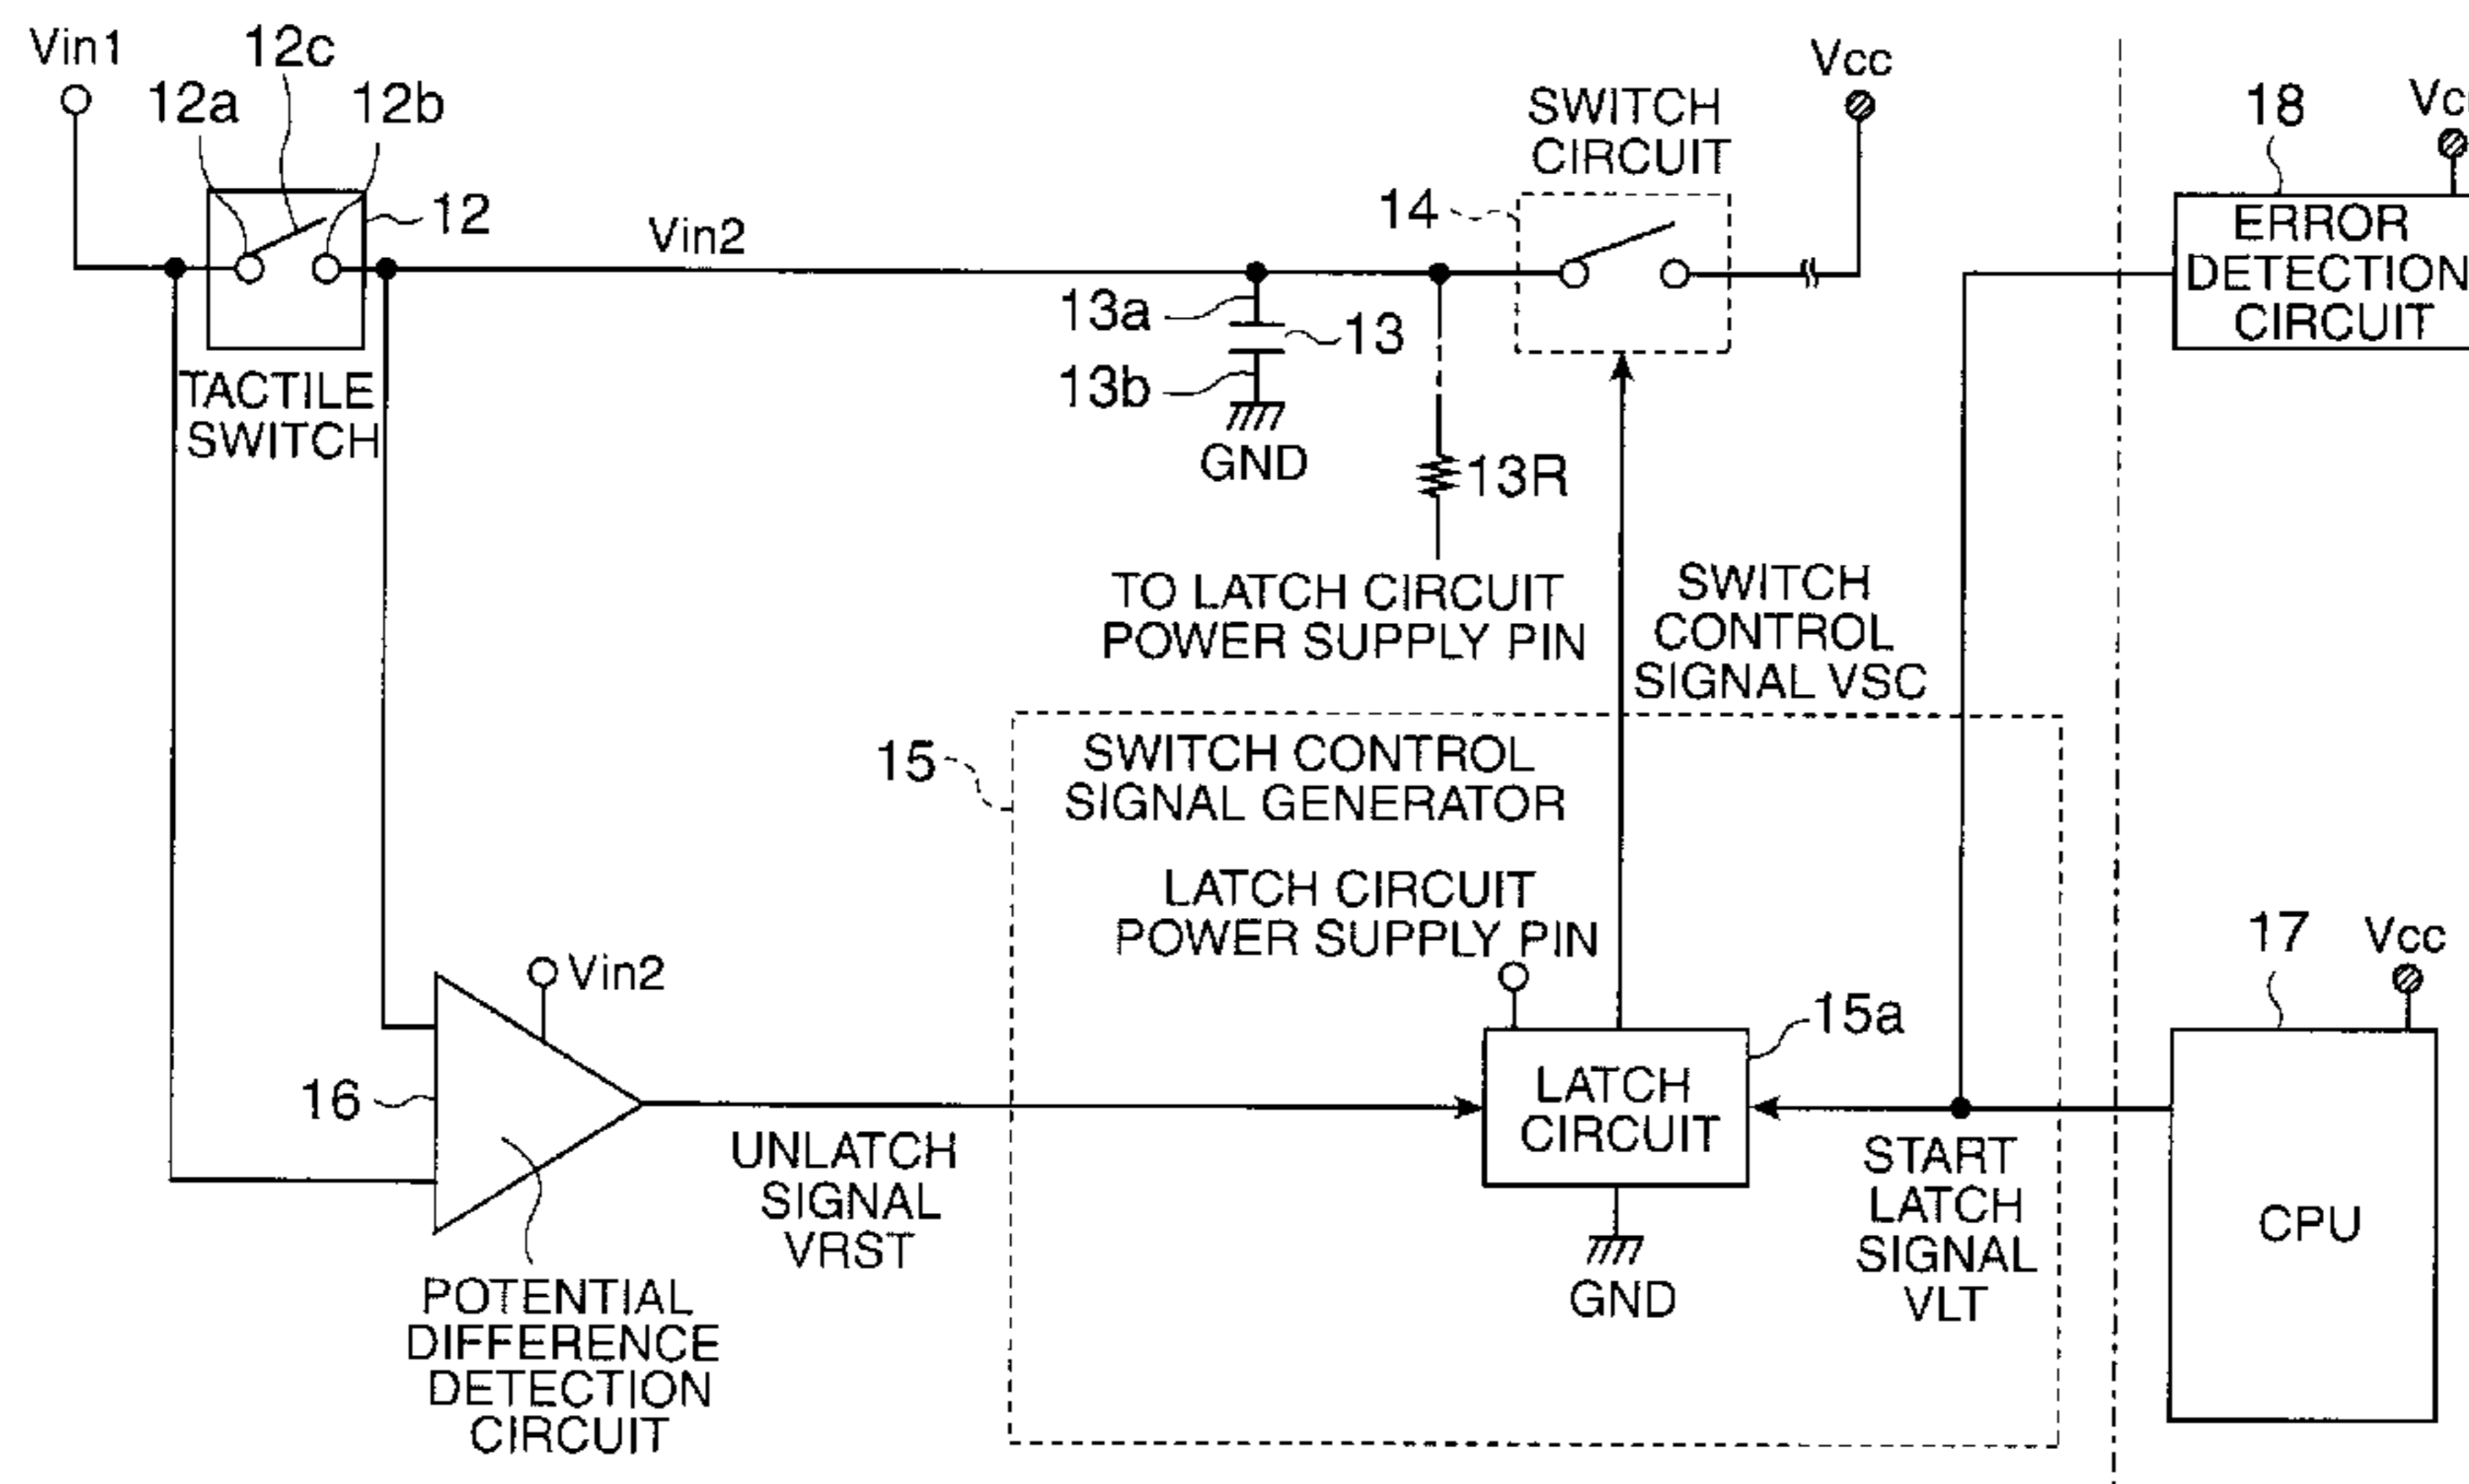 Vin1
12c
12a
12b
12
TACTILE
SWITCH
Vin2
13a
13
13b
GND
13R
TO LATCH CIRCUIT
POWER SUPPLY PIN
SWITCH
CIRCUIT
14
Vcc
18
ERROR
DETECTION
CIRCUIT
SWITCH
CONTROL
SIGNAL VSC
15
SWITCH CONTROL
SIGNAL GENERATOR
LATCH CIRCUIT
POWER SUPPLY PIN
15a
LATCH
CIRCUIT
GND
START
LATCH
SIGNAL
VLT
17
Vcc
CPU
Vin2
16
UNLATCH
SIGNAL
VRST
POTENTIAL
DIFFERENCE
DETECTION
CIRCUIT